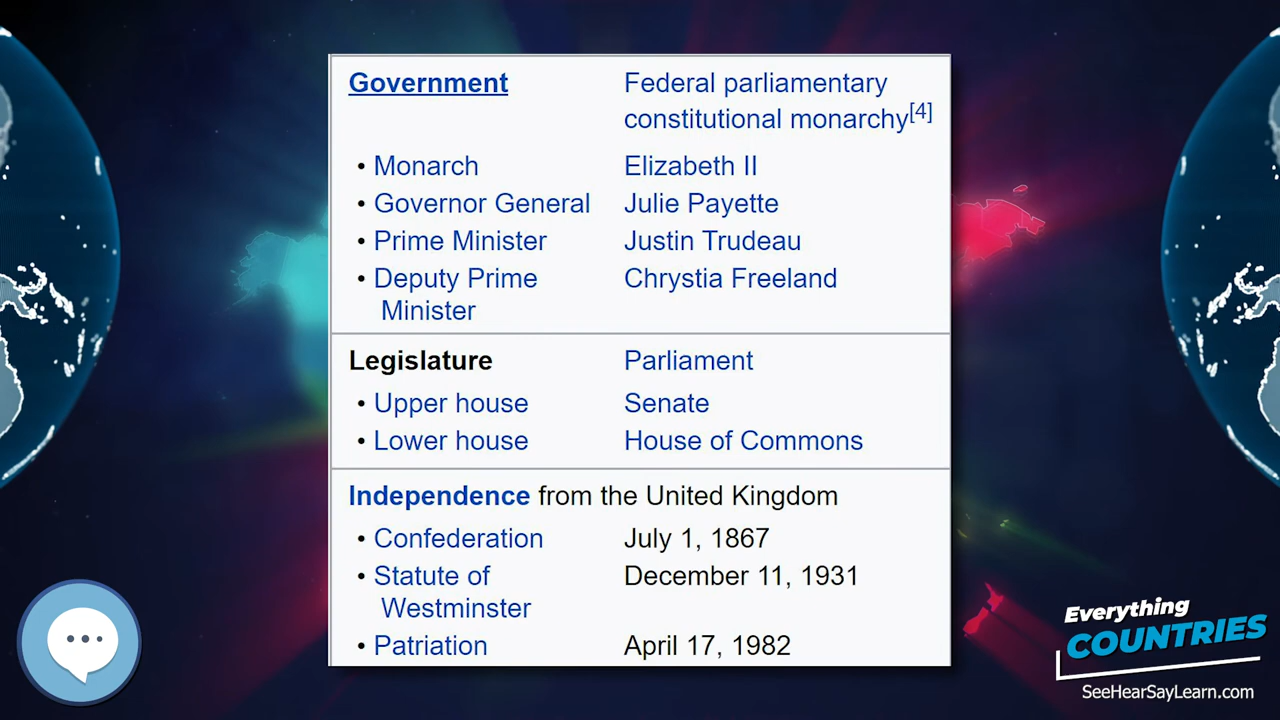 Government Federal parliamentary
constitutional monarchy[4]
• Monarch Elizabeth II
• Governor General Julie Payette
• Prime Minister Justin Trudeau
• Deputy Prime Chrystia Freeland
Minister
Legislature Parliament
• Upper house Senate
• Lower house House of Commons
Independence from the United Kingdom
• Confederation July 1, 1867
• Statute of December 11, 1931
Westminster
• Patriation April 17, 1982
Everything
COUNTRIES
SeeHearSayLearn.com